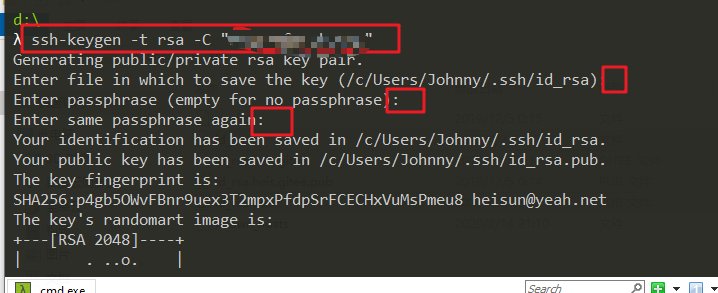 d:\
λ ssh-keygen -t rsa -C " "
Generating public/private rsa key pair.
Enter file in which to save the key (/c/Users/Johnny/.ssh/id_rsa)
Enter passphrase (empty for no passphrase):
Enter same passphrase again:
Your identification has been saved in /c/Users/Johnny/.ssh/id_rsa.
Your public key has been saved in /c/Users/Johnny/.ssh/id_rsa.pub.
The key fingerprint is:
SHA256:p4gb5OWvFBnr9uex3T2mpxPfdpSrFCECHxVuMsPmeu8 heisun@yeah.net
The key's randomart image is:
+---[RSA 2048]----+
|       . ..o.    |
λ cmd.exe
Search